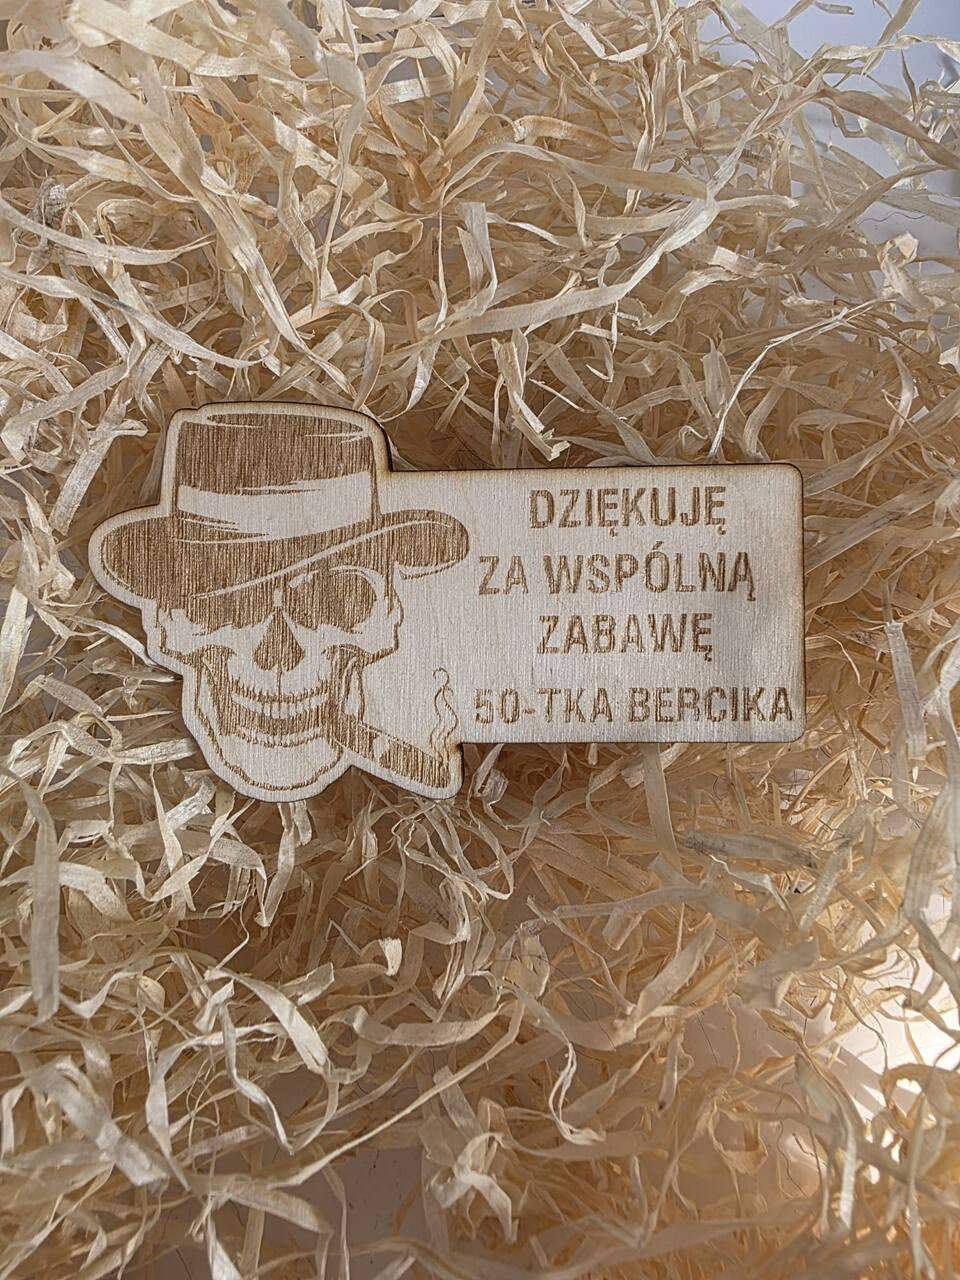 DZIĘKUJĘ
ZA WSPÓLNĄ
ZABAWĘ
50-TKA BERCIKA